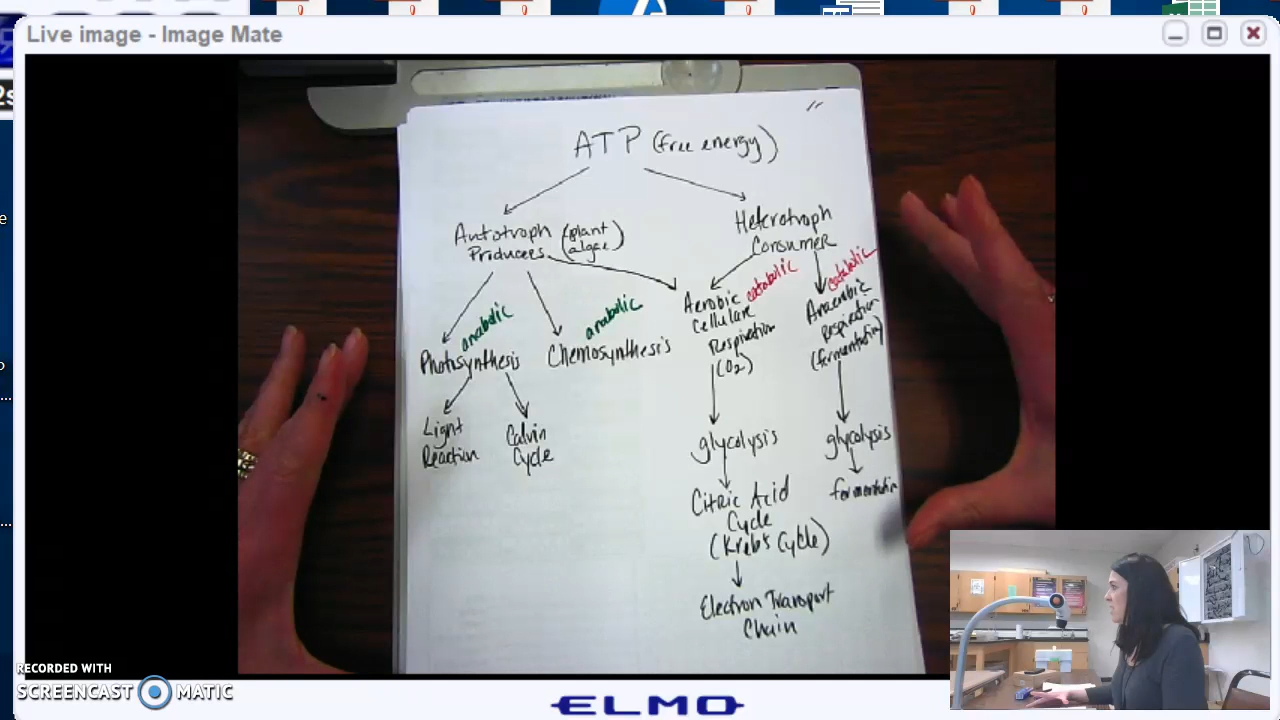 Live image - Image Mate
ATP (free energy)
Autotroph (plant
Producers algae)
Heterotroph
Consumer
anabolic
Photosynthesis
anabolic
Chemosynthesis
catabolic
Aerobic
Cellular
Respiration
(O2)
catabolic
Anaerobic
Respiration
(fermentation)
Light
Reaction
Calvin
Cycle
glycolysis
Citric Acid
Cycle
(Kreb's Cycle)
Electron Transport
Chain
glycolysis
fermentation
RECORDED WITH
SCREENCAST MATIC
ELMO